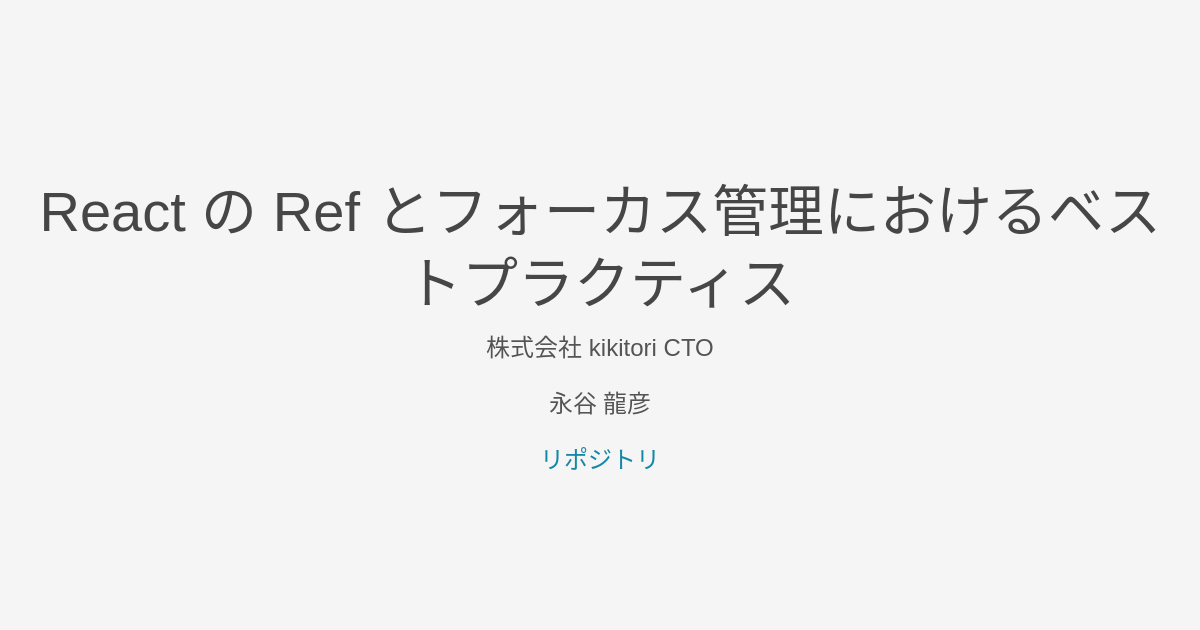 React の Ref とフォーカス管理におけるベス
トプラクティス
株式会社 kikitori CTO
永谷 龍彦
リポジトリ